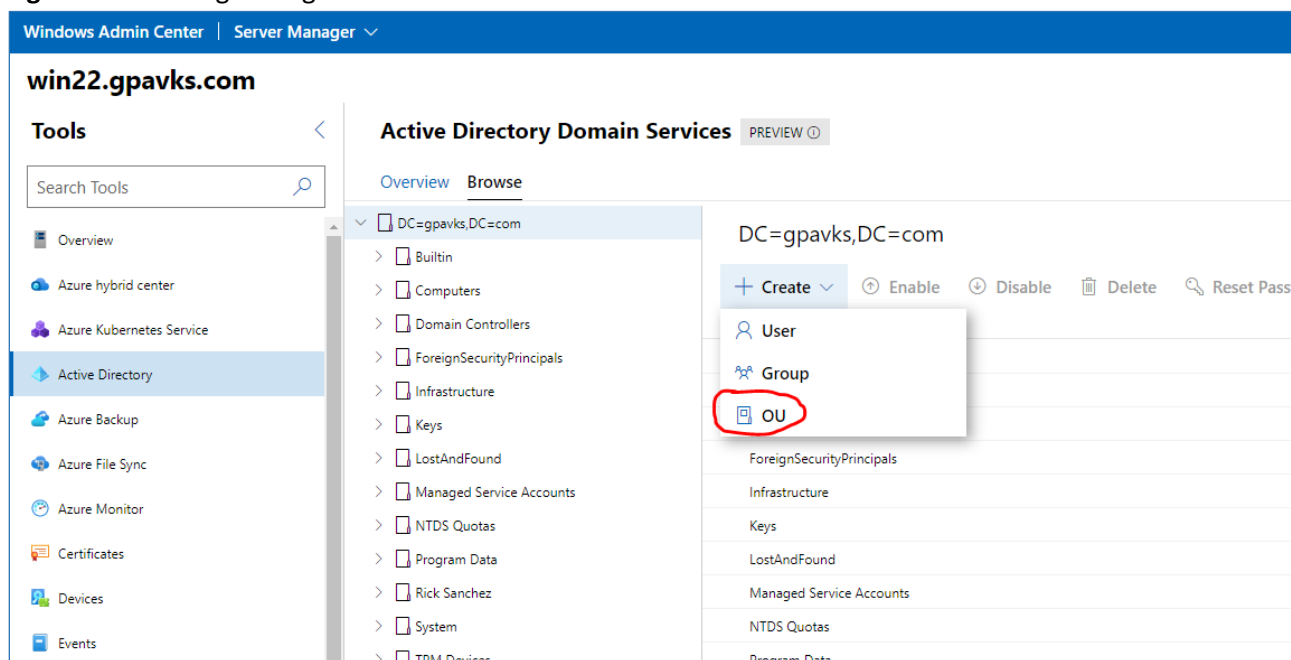 Windows Admin Center | Server Manager
win22.gpavks.com
Tools
Search Tools
Overview
Azure hybrid center
Azure Kubernetes Service
Active Directory
Azure Backup
Azure File Sync
Azure Monitor
Certificates
Devices
Events
Active Directory Domain Services PREVIEW
Overview Browse
DC=gpavks,DC=com
Builtin
Computers
Domain Controllers
ForeignSecurityPrincipals
Infrastructure
Keys
LostAndFound
Managed Service Accounts
NTDS Quotas
Program Data
Rick Sanchez
System
TPM Devices
DC=gpavks,DC=com
Create Enable Disable Delete Reset Pass
User
Group
OU
ForeignSecurityPrincipals
Infrastructure
Keys
LostAndFound
Managed Service Accounts
NTDS Quotas
Program Data